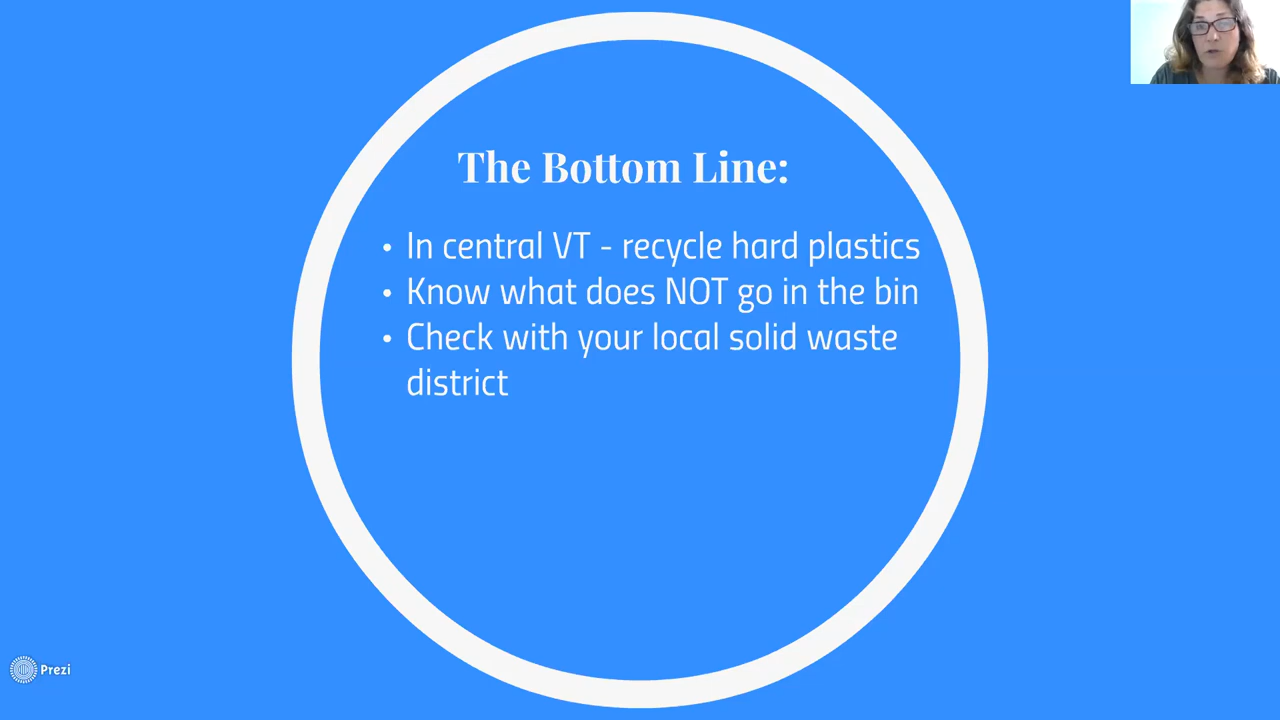 The Bottom Line:
• In central VT - recycle hard plastics
• Know what does NOT go in the bin
• Check with your local solid waste
district
Prezi